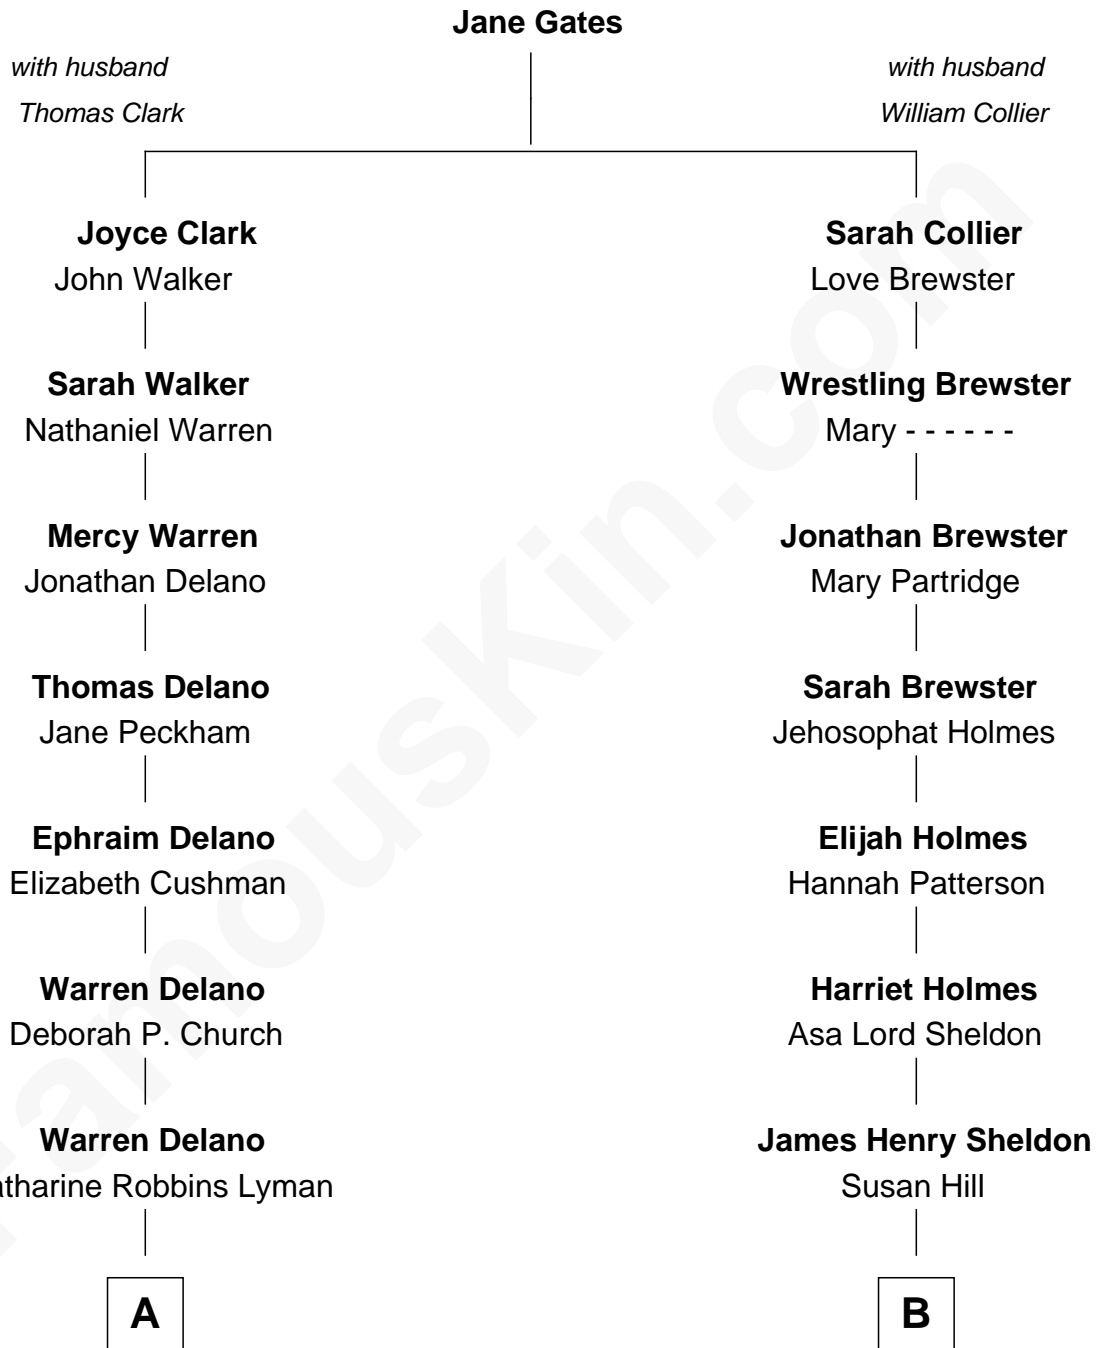 Jane Gates
with husband
Thomas Clark
with husband
William Collier
Joyce Clark
John Walker
Sarah Walker
Nathaniel Warren
Mercy Warren
Jonathan Delano
Thomas Delano
Jane Peckham
Ephraim Delano
Elizabeth Cushman
Warren Delano
Deborah P. Church
Warren Delano
atharine Robbins Lyman
A
Sarah Collier
Love Brewster
Wrestling Brewster
Mary - - - - - -
Jonathan Brewster
Mary Partridge
Sarah Brewster
Jehosophat Holmes
Elijah Holmes
Hannah Patterson
Harriet Holmes
Asa Lord Sheldon
James Henry Sheldon
Susan Hill
B
FamousKin.com